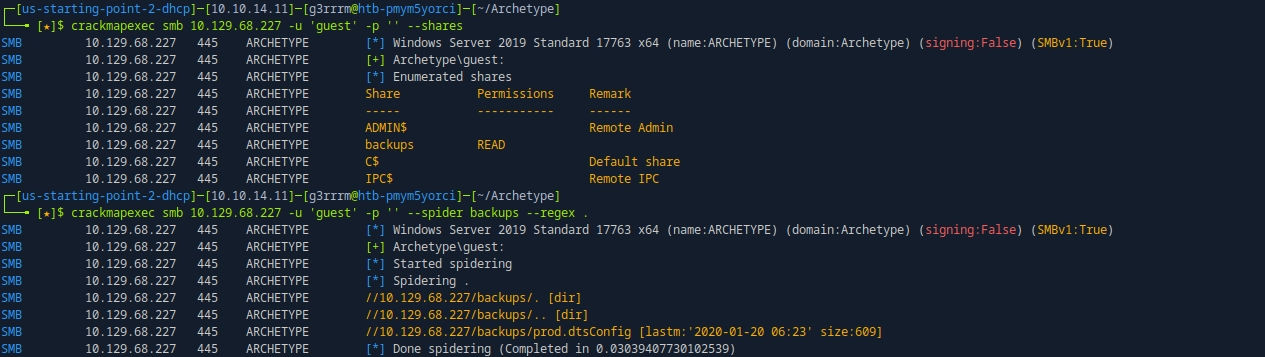 ┌─[us-starting-point-2-dhcp]─[10.10.14.11]─[g3rrrm@htb-pmym5yorci]─[~/Archetype]
└──╼ [★]$ crackmapexec smb 10.129.68.227 -u 'guest' -p '' --shares
SMB 10.129.68.227 445 ARCHETYPE [*] Windows Server 2019 Standard 17763 x64 (name:ARCHETYPE) (domain:Archetype) (signing:False) (SMBv1:True)
SMB 10.129.68.227 445 ARCHETYPE [+] Archetype\guest:
SMB 10.129.68.227 445 ARCHETYPE [*] Enumerated shares
SMB 10.129.68.227 445 ARCHETYPE Share Permissions Remark
SMB 10.129.68.227 445 ARCHETYPE ----- ----------- ------
SMB 10.129.68.227 445 ARCHETYPE ADMIN$ Remote Admin
SMB 10.129.68.227 445 ARCHETYPE backups READ
SMB 10.129.68.227 445 ARCHETYPE C$ Default share
SMB 10.129.68.227 445 ARCHETYPE IPC$ Remote IPC
┌─[us-starting-point-2-dhcp]─[10.10.14.11]─[g3rrrm@htb-pmym5yorci]─[~/Archetype]
└──╼ [★]$ crackmapexec smb 10.129.68.227 -u 'guest' -p '' --spider backups --regex .
SMB 10.129.68.227 445 ARCHETYPE [*] Windows Server 2019 Standard 17763 x64 (name:ARCHETYPE) (domain:Archetype) (signing:False) (SMBv1:True)
SMB 10.129.68.227 445 ARCHETYPE [+] Archetype\guest:
SMB 10.129.68.227 445 ARCHETYPE [*] Started spidering
SMB 10.129.68.227 445 ARCHETYPE [*] Spidering .
SMB 10.129.68.227 445 ARCHETYPE //10.129.68.227/backups/. [dir]
SMB 10.129.68.227 445 ARCHETYPE //10.129.68.227/backups/.. [dir]
SMB 10.129.68.227 445 ARCHETYPE //10.129.68.227/backups/prod.dtsConfig [lastm:'2020-01-20 06:23' size:609]
SMB 10.129.68.227 445 ARCHETYPE [*] Done spidering (Completed in 0.03039407730102539)